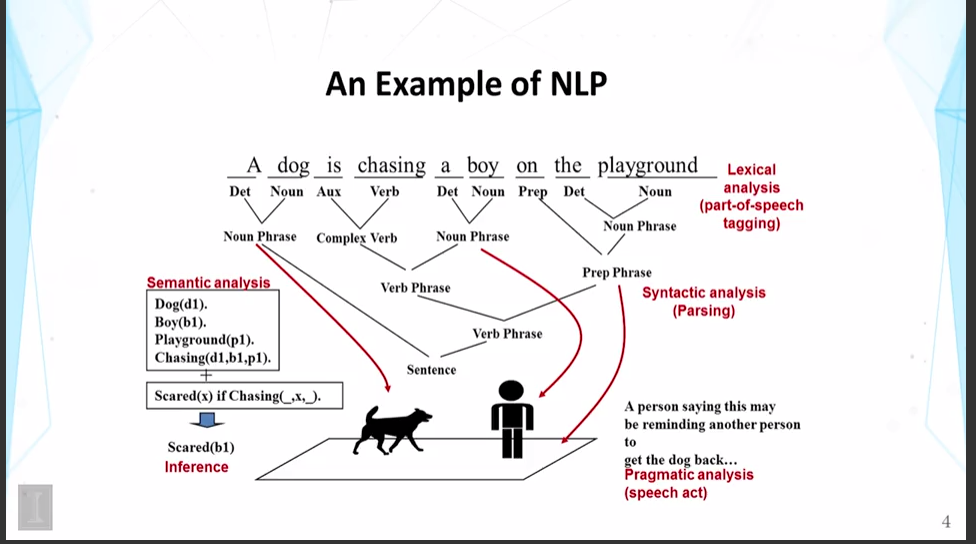 An Example of NLP
A dog is chasing a boy on the playground
Det Noun Aux Verb Det Noun Prep Det Noun
Lexical
analysis
(part-of-speech
tagging)
Noun Phrase Complex Verb Noun Phrase Noun Phrase
Prep Phrase
Verb Phrase
Syntactic analysis
(Parsing)
Verb Phrase
Sentence
Semantic analysis
Dog(d1).
Boy(b1).
Playground(p1).
Chasing(d1,b1,p1).
+
Scared(x) if Chasing(_,x,_).
Scared(b1)
Inference
A person saying this may
be reminding another person
to
get the dog back…
Pragmatic analysis
(speech act)
I
4